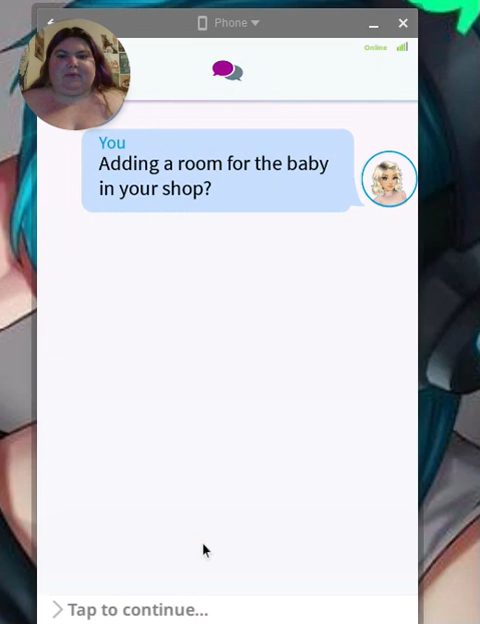 Phone
Online
You
Adding a room for the baby
in your shop?
Tap to continue...